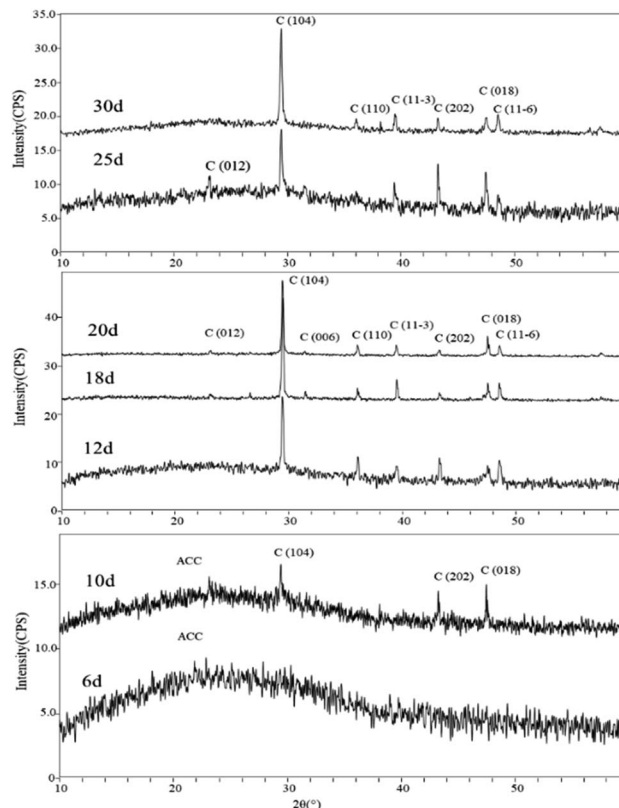 35.0
C (104)
30.0
30d
25.0
C (110)
C (11-3)
C (202)
C (018)
C (11-6)
20.0
Intensity(CPS)
15.0
25d
C (012)
10.0
5.0
0
10
20
30
40
50
C (104)
40
20d
C (012)
C (006)
C (110)
C (11-3)
C (202)
C (018)
C (11-6)
30
Intensity(CPS)
18d
20
12d
10
0
10
20
30
40
50
ACC
C (104)
10d
C (202)
C (018)
15.0
Intensity(CPS)
10.0
ACC
6d
5.0
0
10
20
30
40
50
2θ(°)